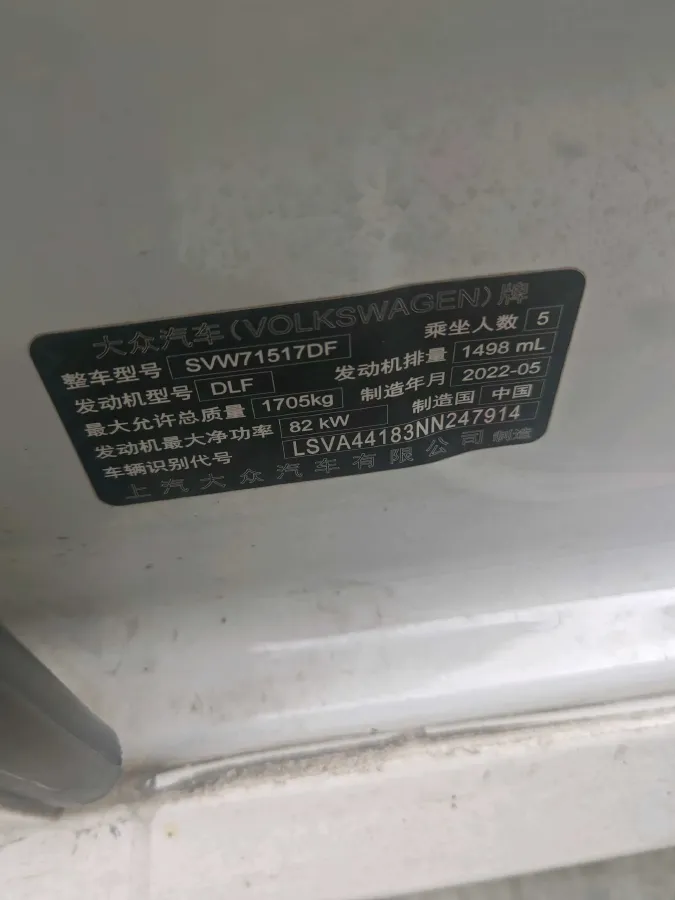 大众汽车(VOLKSWAGEN)牌
整车型号 SVW71517DF 乘坐人数 5
发动机型号 DLF 发动机排量 1498 mL
最大允许总质量 1705kg 制造年月 2022-05
发动机最大净功率 82 kW 制造国 中国
车辆识别代号 LSVA44183NN247914
上汽大众汽车有限公司 制造